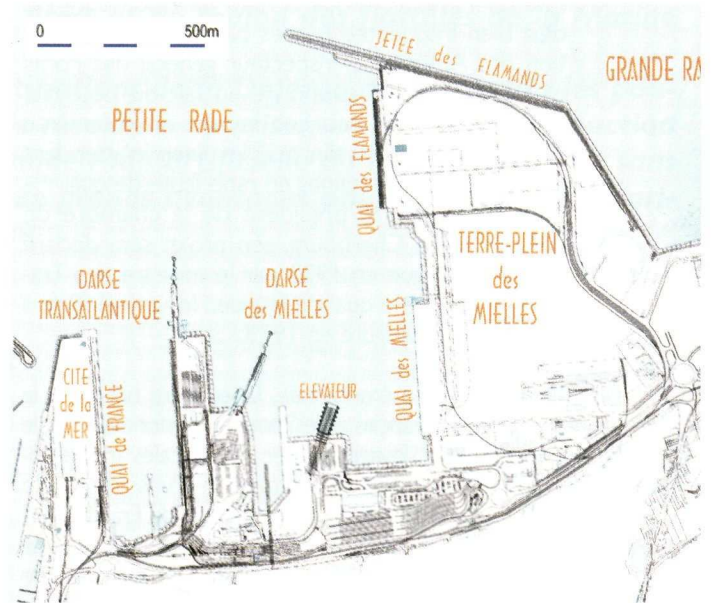 0 500m
JETEE des FLAMANDS
GRANDE RA
PETITE RADE
QUAI des FLAMANDS
TERRE-PLEIN
des
MIELLES
DARSE
TRANSATLANTIQUE
DARSE
des MIELLES
QUAI des MIELLES
CITE
de la
MER
QUAI de FRANCE
ELEVATEUR